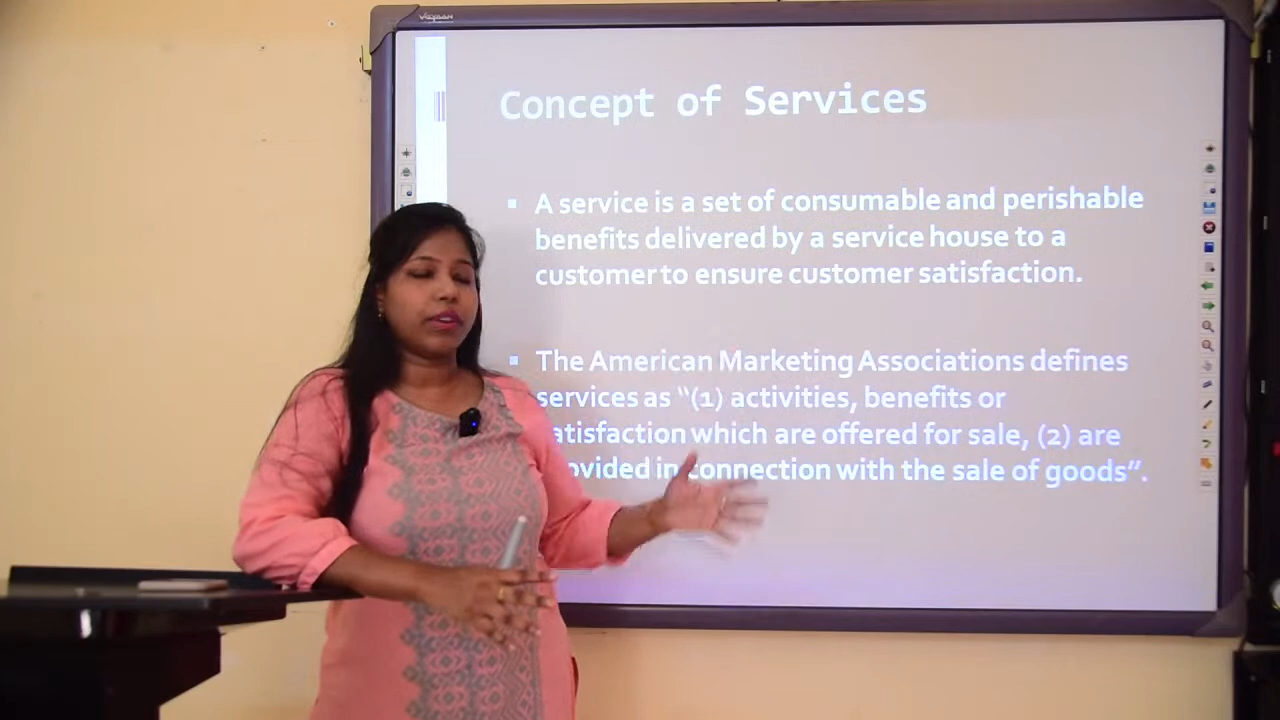 Concept of Services
A service is a set of consumable and perishable
benefits delivered by a service house to a
customer to ensure customer satisfaction.
The American Marketing Associations defines
services as “(1) activities, benefits or
atisfaction which are offered for sale, (2) are
ovided in connection with the sale of goods”.